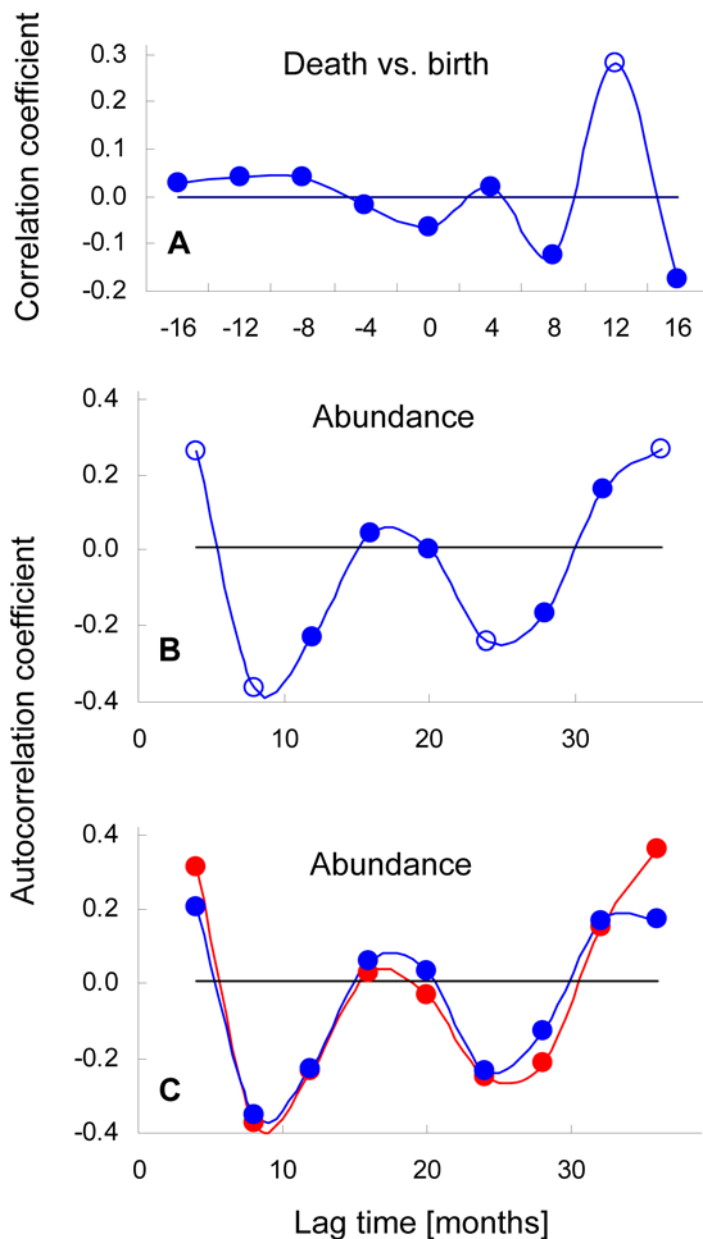 Death vs. birth
Correlation coefficient
0.3
0.3
0.1
0.0
-0.1
-0.2
A
-16 -12 -8 -4 0 4 8 12 16
Abundance
Autocorrelation coefficient
0.4
0.2
0.0
-0.2
-0.4
B
0 10 20 30
Abundance
0.4
0.2
0.0
-0.2
-0.4
C
0 10 20 30
Lag time [months]